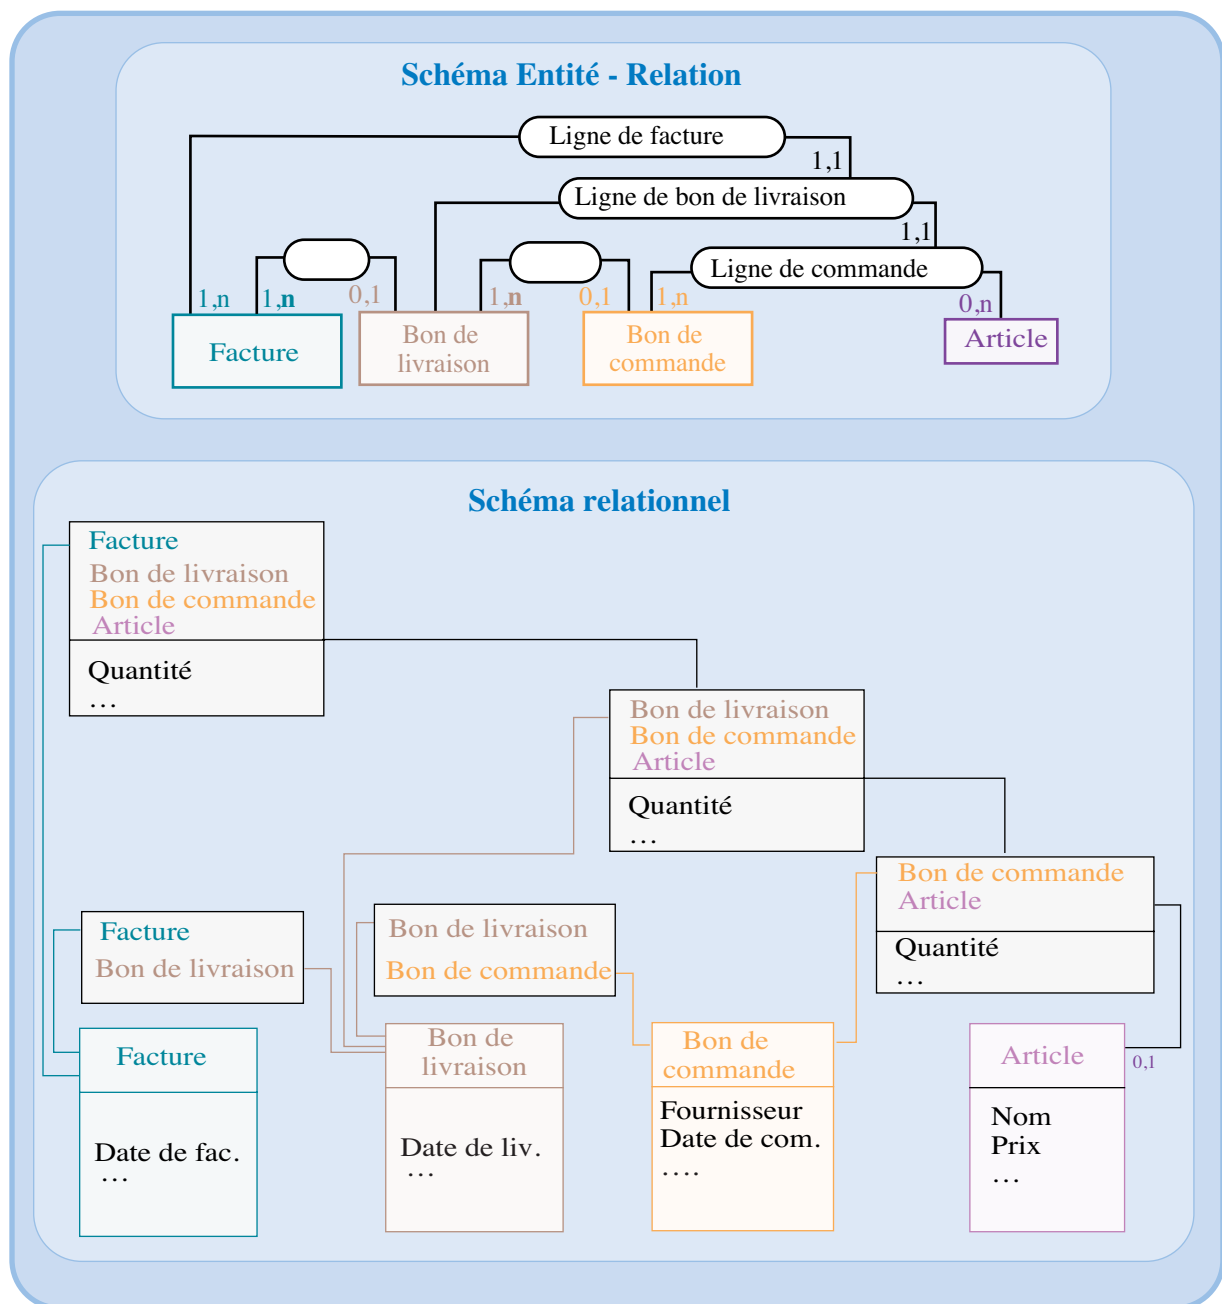 Schéma Entité - Relation
Ligne de facture
1,1
Ligne de bon de livraison
1,1
Ligne de commande
1,n
1,n
0,1
1,n
0,1
1,n
0,n
Facture
Bon de
livraison
Bon de
commande
Article
Schéma relationnel
Facture
Bon de livraison
Bon de commande
Article
Quantité
...
Bon de livraison
Bon de commande
Article
Quantité
...
Bon de commande
Article
Quantité
...
Facture
Bon de livraison
Bon de livraison
Bon de commande
Facture
Date de fac.
...
Bon de
livraison
Date de liv.
...
Bon de
commande
Fournisseur
Date de com.
....
Article
0,1
Nom
Prix
...